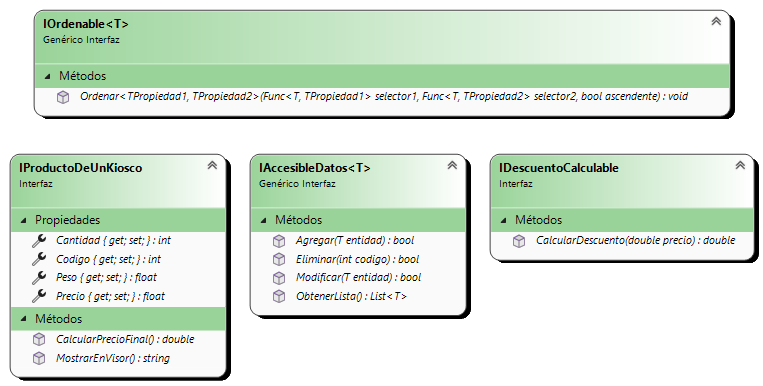 IOrdenable<T>
Genérico Interfaz
Métodos
Ordenar<TPropiedad1, TPropiedad2>(Func<T, TPropiedad1> selector1, Func<T, TPropiedad2> selector2, bool ascendente) : void
IProductoDeUnKiosco
Interfaz
Propiedades
Cantidad { get; set; } : int
Codigo { get; set; } : int
Peso { get; set; } : float
Precio { get; set; } : float
Métodos
CalcularPrecioFinal() : double
MostrarEnVisor() : string
IAccesibleDatos<T>
Genérico Interfaz
Métodos
Agregar(T entidad) : bool
Eliminar(int codigo) : bool
Modificar(T entidad) : bool
ObtenerLista() : List<T>
IDescuentoCalculable
Interfaz
Métodos
CalcularDescuento(double precio) : double